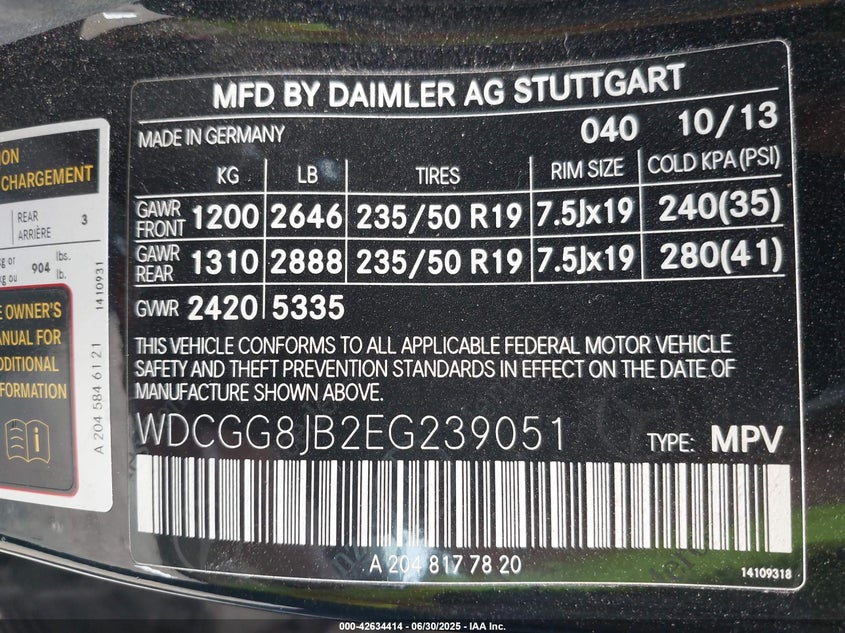 MFD BY DAIMLER AG STUTTGART
MADE IN GERMANY 040 10/13
KG LB TIRES RIM SIZE COLD KPA(PSI)
GAWR FRONT 1200 2646 235/50 R19 7.5Jx19 240(35)
GAWR REAR 1310 2888 235/50 R19 7.5Jx19 280(41)
GVWR 2420 5335
THIS VEHICLE CONFORMS TO ALL APPLICABLE FEDERAL MOTOR VEHICLE
SAFETY AND THEFT PREVENTION STANDARDS IN EFFECT ON THE DATE OF
MANUFACTURE SHOWN ABOVE.
WDCGG8JB2EG239051 TYPE: MPV
A 204 817 78 20
14109318
CHARGEMENT
REAR 3
ARRIÈRE
904 lbs.
lb.
1410931
OWNER'S
FOR
A 204 584 61 21
000-42634414 - 06/30/2025 - IAA Inc.